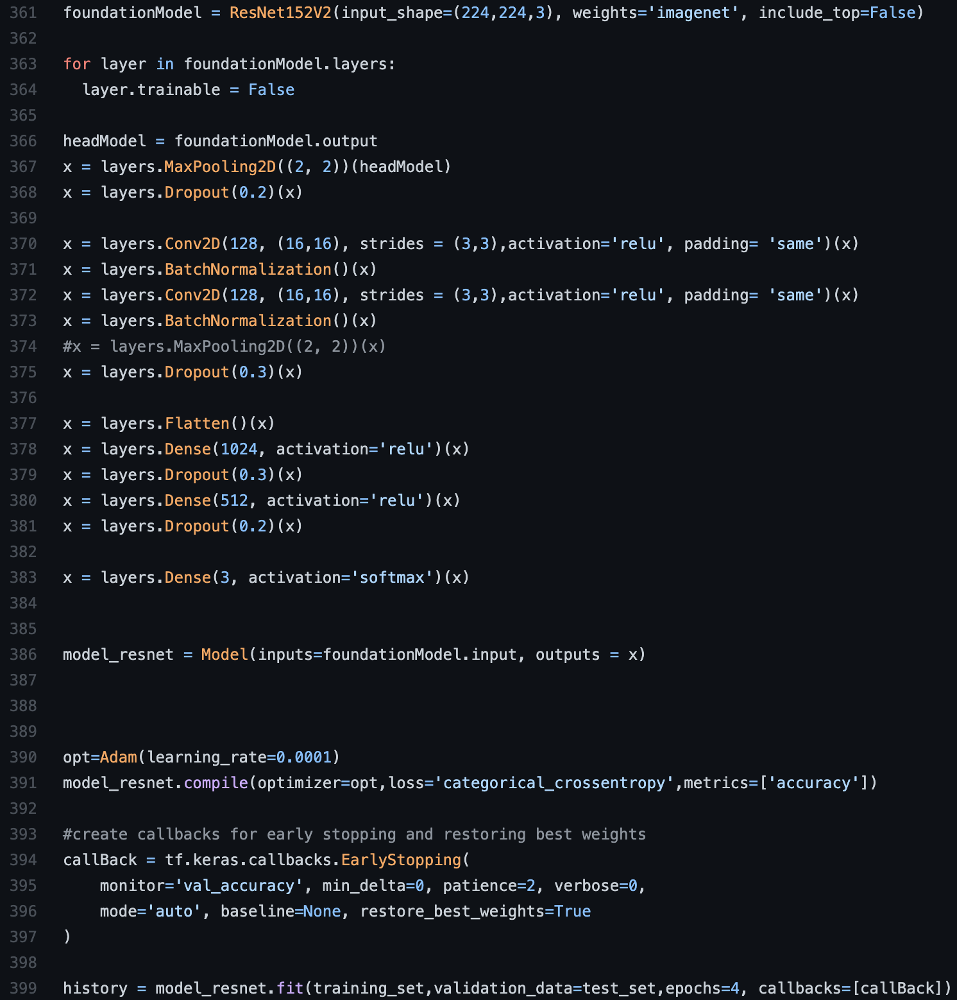 361 foundationModel = ResNet152V2(input_shape=(224,224,3), weights='imagenet', include_top=False)
362
363 for layer in foundationModel.layers:
364   layer.trainable = False
365
366 headModel = foundationModel.output
367 x = layers.MaxPooling2D((2, 2))(headModel)
368 x = layers.Dropout(0.2)(x)
369
370 x = layers.Conv2D(128, (16,16), strides = (3,3),activation='relu', padding= 'same')(x)
371 x = layers.BatchNormalization()(x)
372 x = layers.Conv2D(128, (16,16), strides = (3,3),activation='relu', padding= 'same')(x)
373 x = layers.BatchNormalization()(x)
374 #x = layers.MaxPooling2D((2, 2))(x)
375 x = layers.Dropout(0.3)(x)
376
377 x = layers.Flatten()(x)
378 x = layers.Dense(1024, activation='relu')(x)
379 x = layers.Dropout(0.3)(x)
380 x = layers.Dense(512, activation='relu')(x)
381 x = layers.Dropout(0.2)(x)
382
383 x = layers.Dense(3, activation='softmax')(x)
384
385
386 model_resnet = Model(inputs=foundationModel.input, outputs = x)
387
388
389
390 opt=Adam(learning_rate=0.0001)
391 model_resnet.compile(optimizer=opt,loss='categorical_crossentropy',metrics=['accuracy'])
392
393 #create callbacks for early stopping and restoring best weights
394 callBack = tf.keras.callbacks.EarlyStopping(
395     monitor='val_accuracy', min_delta=0, patience=2, verbose=0,
396     mode='auto', baseline=None, restore_best_weights=True
397 )
398
399 history = model_resnet.fit(training_set,validation_data=test_set,epochs=4, callbacks=[callBack])